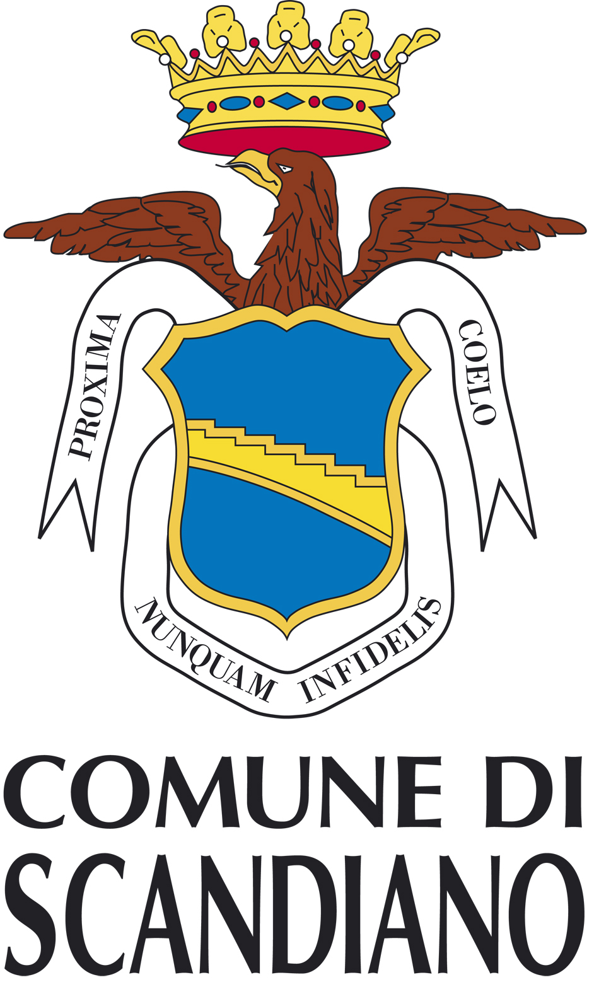 PROXIMA
COELO
NUNQUAM INFIDELIS
COMUNE DI
SCANDIANO